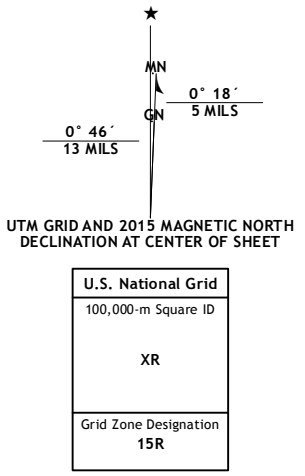 ★
MN
0° 18´
5 MILS
GN
0° 46´
13 MILS
UTM GRID AND 2015 MAGNETIC NORTH
DECLINATION AT CENTER OF SHEET
U.S. National Grid
100,000-m Square ID
XR
Grid Zone Designation
15R